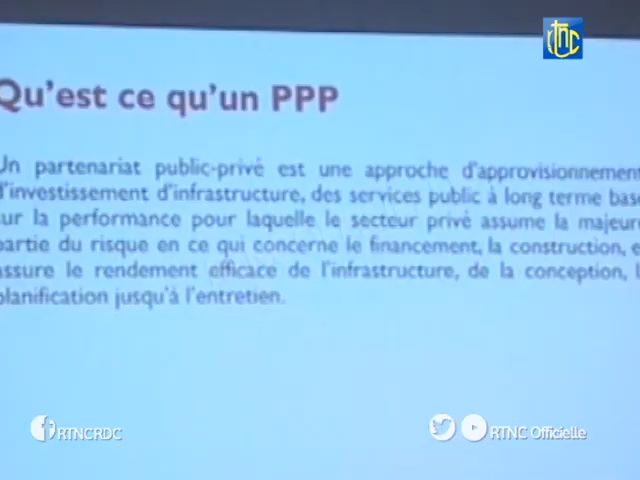 rtnc
Qu'est ce qu'un PPP
Un partenariat public-privé est une approche d'approvisionnement
d'investissement d'infrastructure, des services public à long terme basé
sur la performance pour laquelle le secteur privé assume la majeure
partie du risque en ce qui concerne le financement, la construction, e
assure le rendement efficace de l'infrastructure, de la conception, l
planification jusqu'à l'entretien.
RTNCRDC
RTNC Officielle